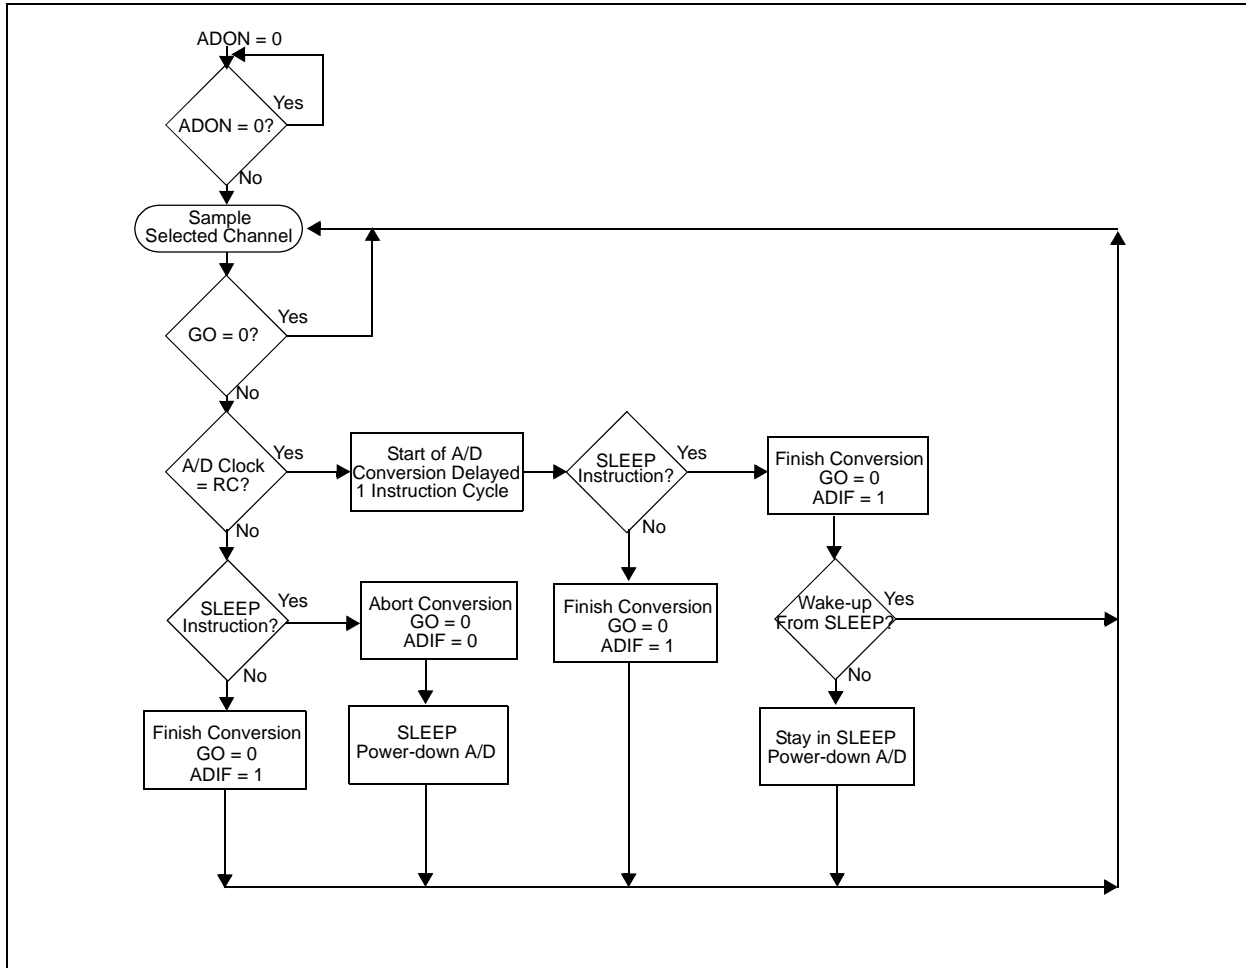 ADON = 0
Yes
ADON = 0?
No
Sample
Selected Channel
Yes
GO = 0?
No
Yes
A/D Clock
= RC?
No
Start of A/D
Conversion Delayed
1 Instruction Cycle
Yes
SLEEP
Instruction?
No
Finish Conversion
GO = 0
ADIF = 1
Yes
SLEEP
Instruction?
No
Abort Conversion
GO = 0
ADIF = 0
Finish Conversion
GO = 0
ADIF = 1
Yes
Wake-up
From SLEEP?
No
Finish Conversion
GO = 0
ADIF = 1
SLEEP
Power-down A/D
Stay in SLEEP
Power-down A/D